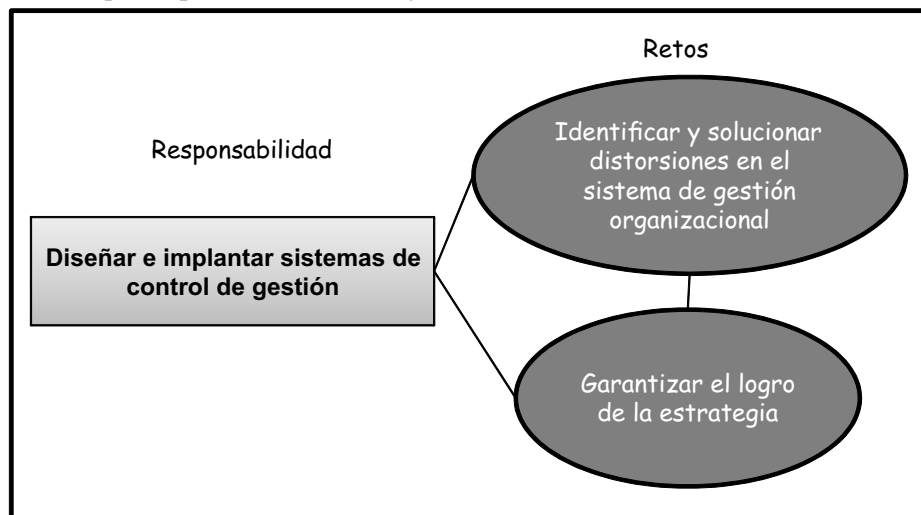 Retos
Responsabilidad
Identificar y solucionar
distorsiones en el
sistema de gestión
organizacional
Diseñar e implantar sistemas de
control de gestión
Garantizar el logro
de la estrategia